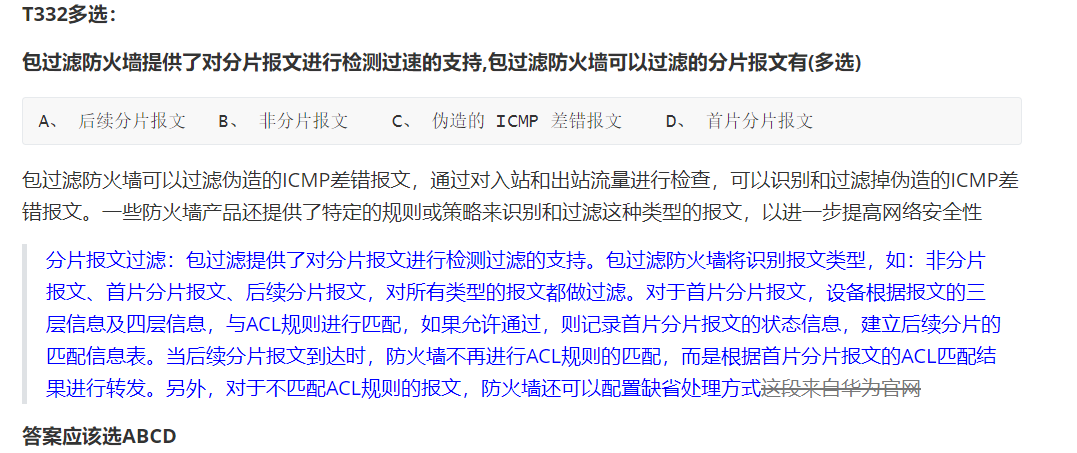 T332多选：
包过滤防火墙提供了对分片报文进行检测过速的支持,包过滤防火墙可以过滤的分片报文有(多选)
A、 后续分片报文 B、 非分片报文 C、 伪造的 ICMP 差错报文 D、 首片分片报文
包过滤防火墙可以过滤伪造的ICMP差错报文，通过对入站和出站流量进行检查，可以识别和过滤掉伪造的ICMP差
错报文。一些防火墙产品还提供了特定的规则或策略来识别和过滤这种类型的报文，以进一步提高网络安全性
分片报文过滤：包过滤提供了对分片报文进行检测过滤的支持。包过滤防火墙将识别报文类型，如：非分片
报文、首片分片报文、后续分片报文，对所有类型的报文都做过滤。对于首片分片报文，设备根据报文的三
层信息及四层信息，与ACL规则进行匹配，如果允许通过，则记录首片分片报文的状态信息，建立后续分片的
匹配信息表。当后续分片报文到达时，防火墙不再进行ACL规则的匹配，而是根据首片分片报文的ACL匹配结
果进行转发。另外，对于不匹配ACL规则的报文，防火墙还可以配置缺省处理方式这段来自华为官网
答案应该选ABCD